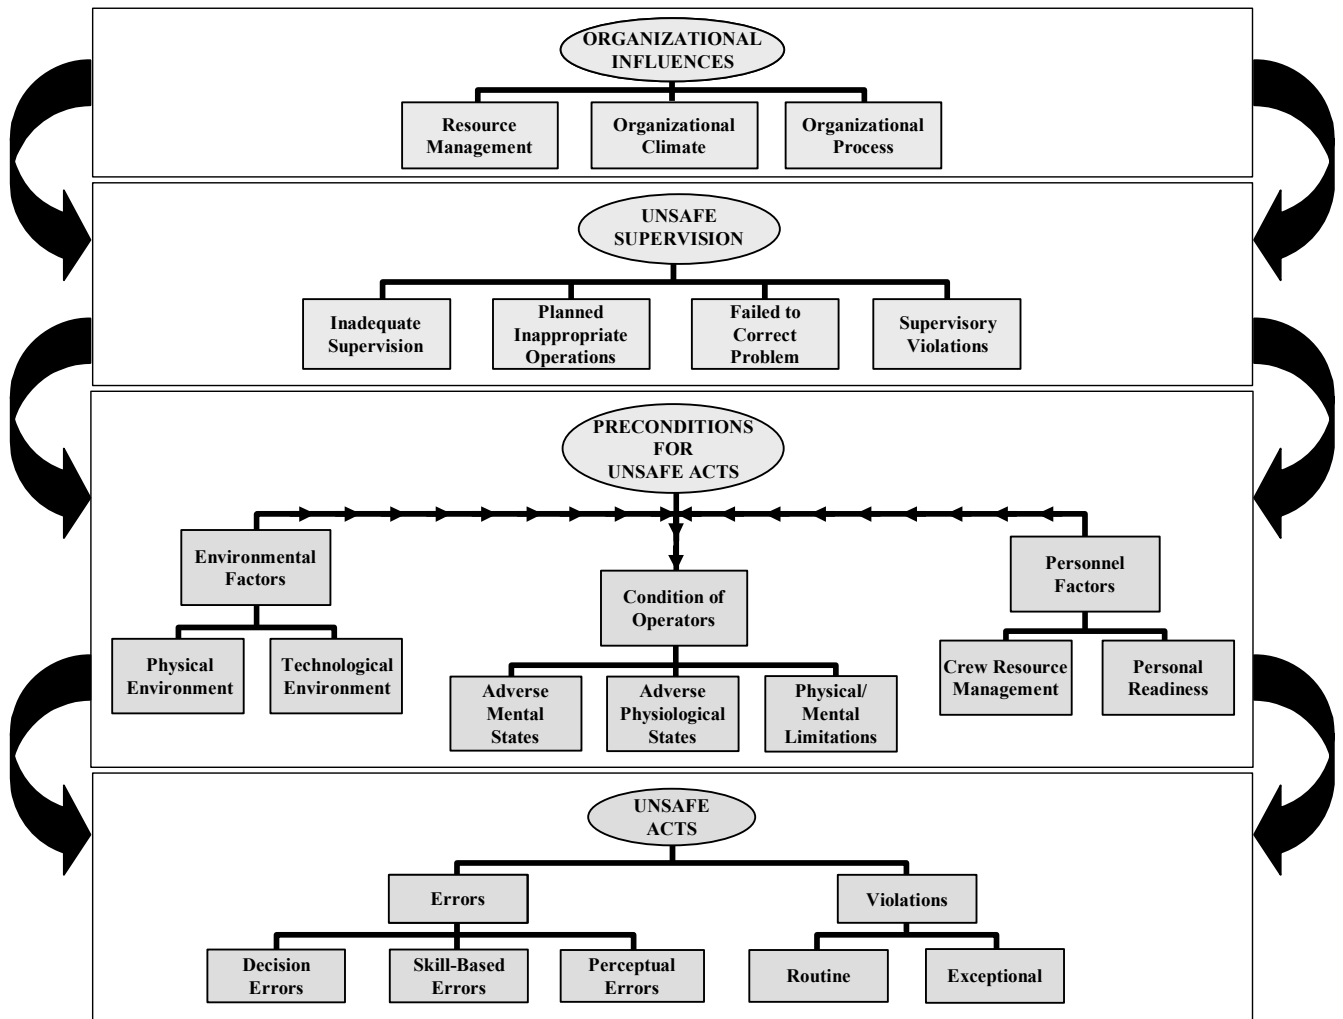 ORGANIZATIONAL
INFLUENCES
Resource
Management
Organizational
Climate
Organizational
Process
UNSAFE
SUPERVISION
Inadequate
Supervision
Planned
Inappropriate
Operations
Failed to
Correct
Problem
Supervisory
Violations
PRECONDITIONS
FOR
UNSAFE ACTS
Environmental
Factors
Condition of
Operators
Personnel
Factors
Physical
Environment
Technological
Environment
Adverse
Mental
States
Adverse
Physiological
States
Physical/
Mental
Limitations
Crew Resource
Management
Personal
Readiness
UNSAFE
ACTS
Errors
Violations
Decision
Errors
Skill-Based
Errors
Perceptual
Errors
Routine
Exceptional